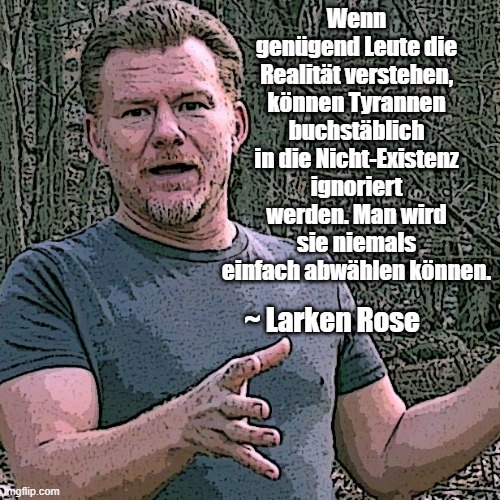 Wenn
genügend Leute die
Realität verstehen,
können Tyrannen
buchstäblich
in die Nicht-Existenz
ignoriert
werden. Man wird
sie niemals
einfach abwählen können.
~ Larken Rose
imgflip.com